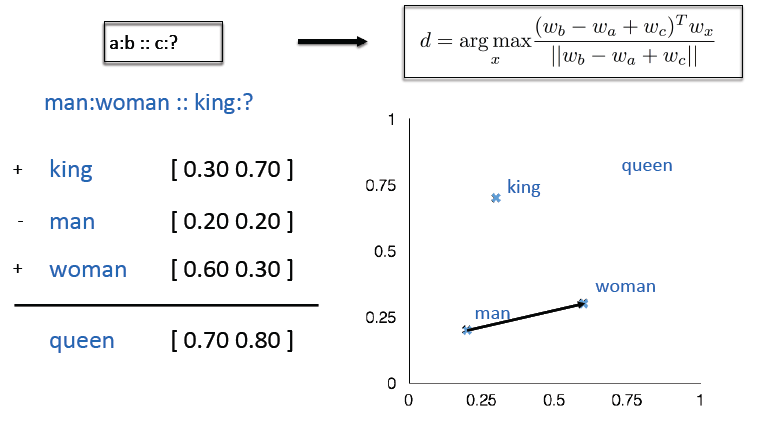 a:b :: c:?
d = arg max_x (w_b − w_a + w_c)^T w_x / ||w_b − w_a + w_c||
man:woman :: king:?
+ king [ 0.30 0.70 ]
- man [ 0.20 0.20 ]
+ woman [ 0.60 0.30 ]
queen [ 0.70 0.80 ]
1
queen
0.75
king
0.5
woman
0.25
man
0
0 0.25 0.5 0.75 1